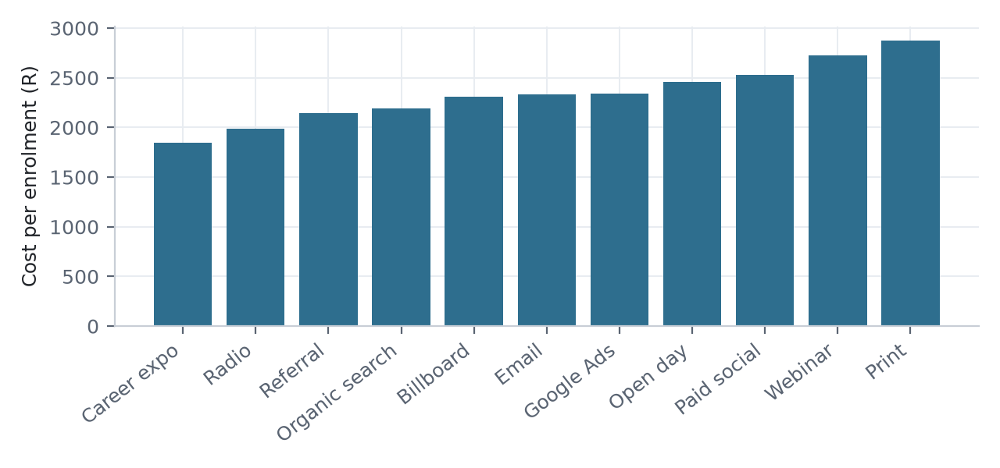 Cost per enrolment (R)
3000
2500
2000
1500
1000
500
0
Career expo
Radio
Referral
Organic search
Billboard
Email
Google Ads
Open day
Paid social
Webinar
Print